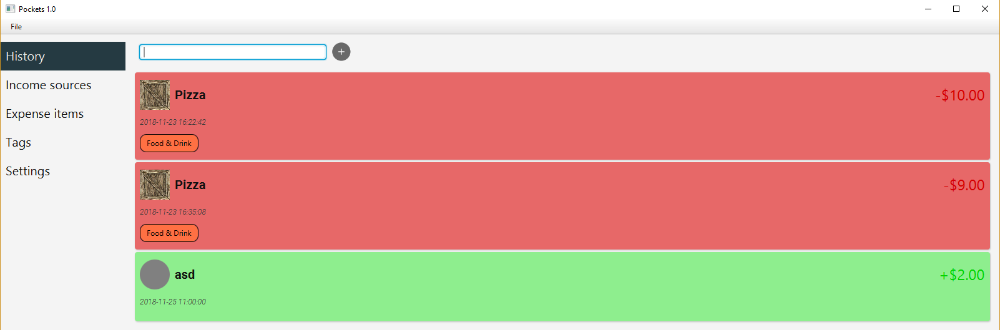 Pockets 1.0
File
History
Income sources
Expense items
Tags
Settings
+
Pizza
-$10.00
2018-11-23 16:22:42
Food & Drink
Pizza
-$9.00
2018-11-23 16:35:08
Food & Drink
asd
+$2.00
2018-11-25 11:00:00